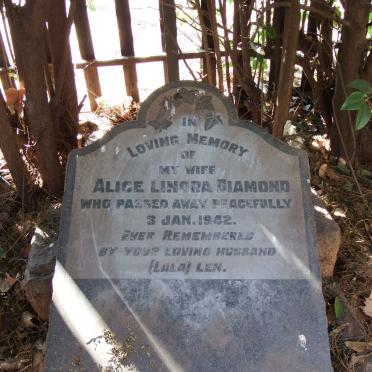 IN
LOVING MEMORY
OF
MY WIFE
ALICE LINORA DIAMOND
WHO PASSED AWAY PEACEFULLY
3 JAN. 1942.
EVER REMEMBERED
BY YOUR LOVING HUSBAND
(LALA) LEN.